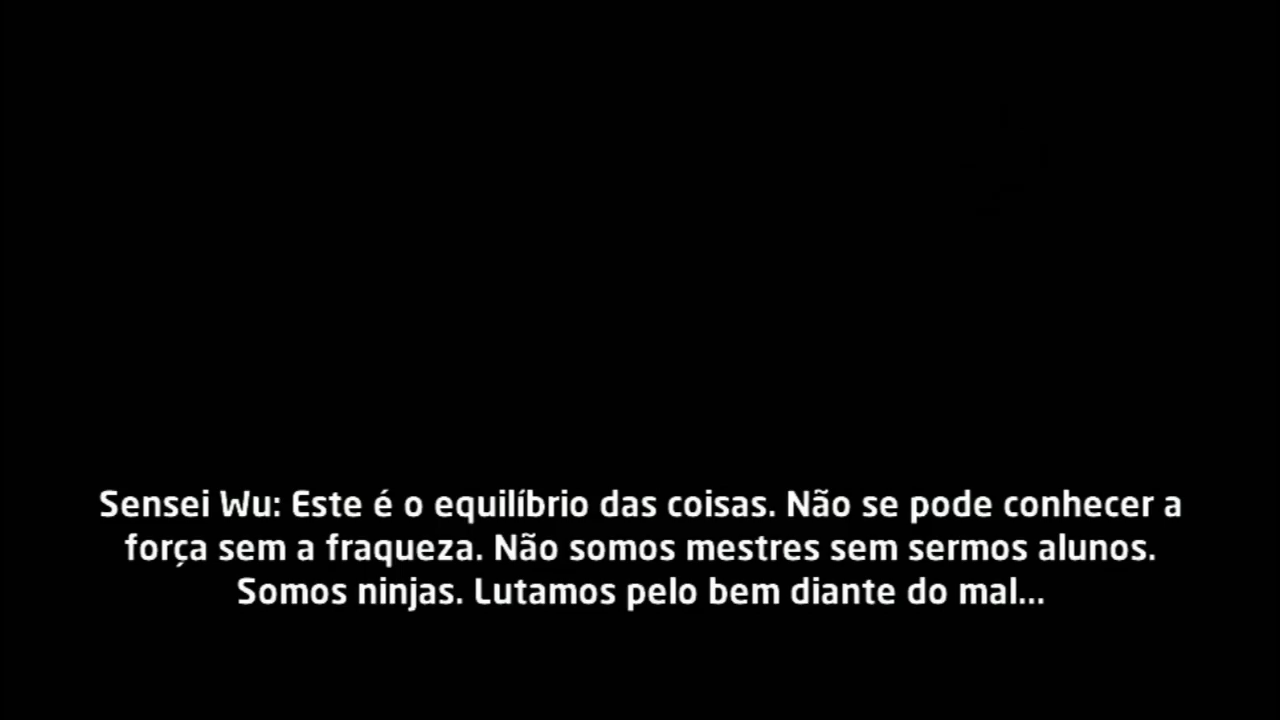 Sensei Wu: Este é o equilíbrio das coisas. Não se pode conhecer a
força sem a fraqueza. Não somos mestres sem sermos alunos.
Somos ninjas. Lutamos pelo bem diante do mal...